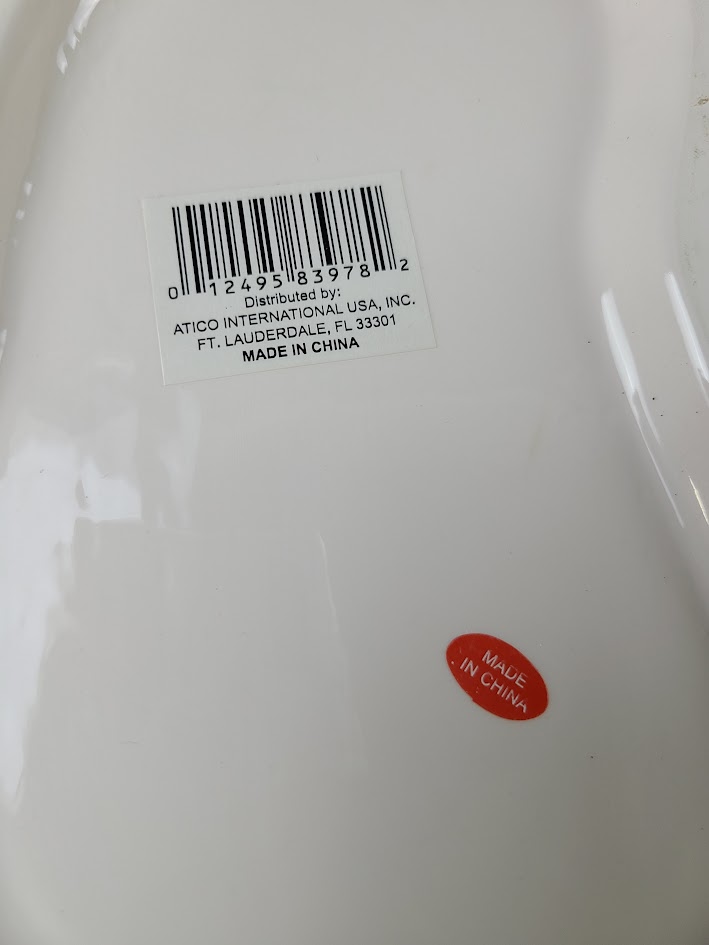 0 12495 83978 2
Distributed by:
ATICO INTERNATIONAL USA, INC.
FT. LAUDERDALE, FL 33301
MADE IN CHINA
MADE
IN CHINA